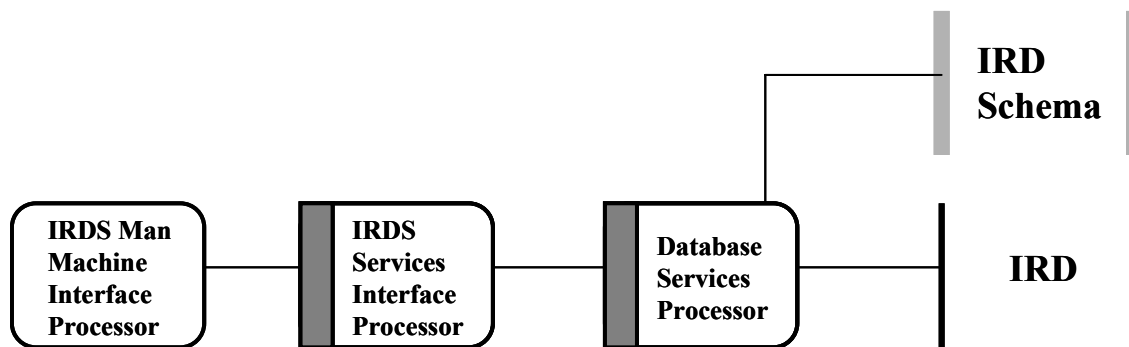 IRD
Schema
IRDS Man
Machine
Interface
Processor
IRDS
Services
Interface
Processor
Database
Services
Processor
IRD